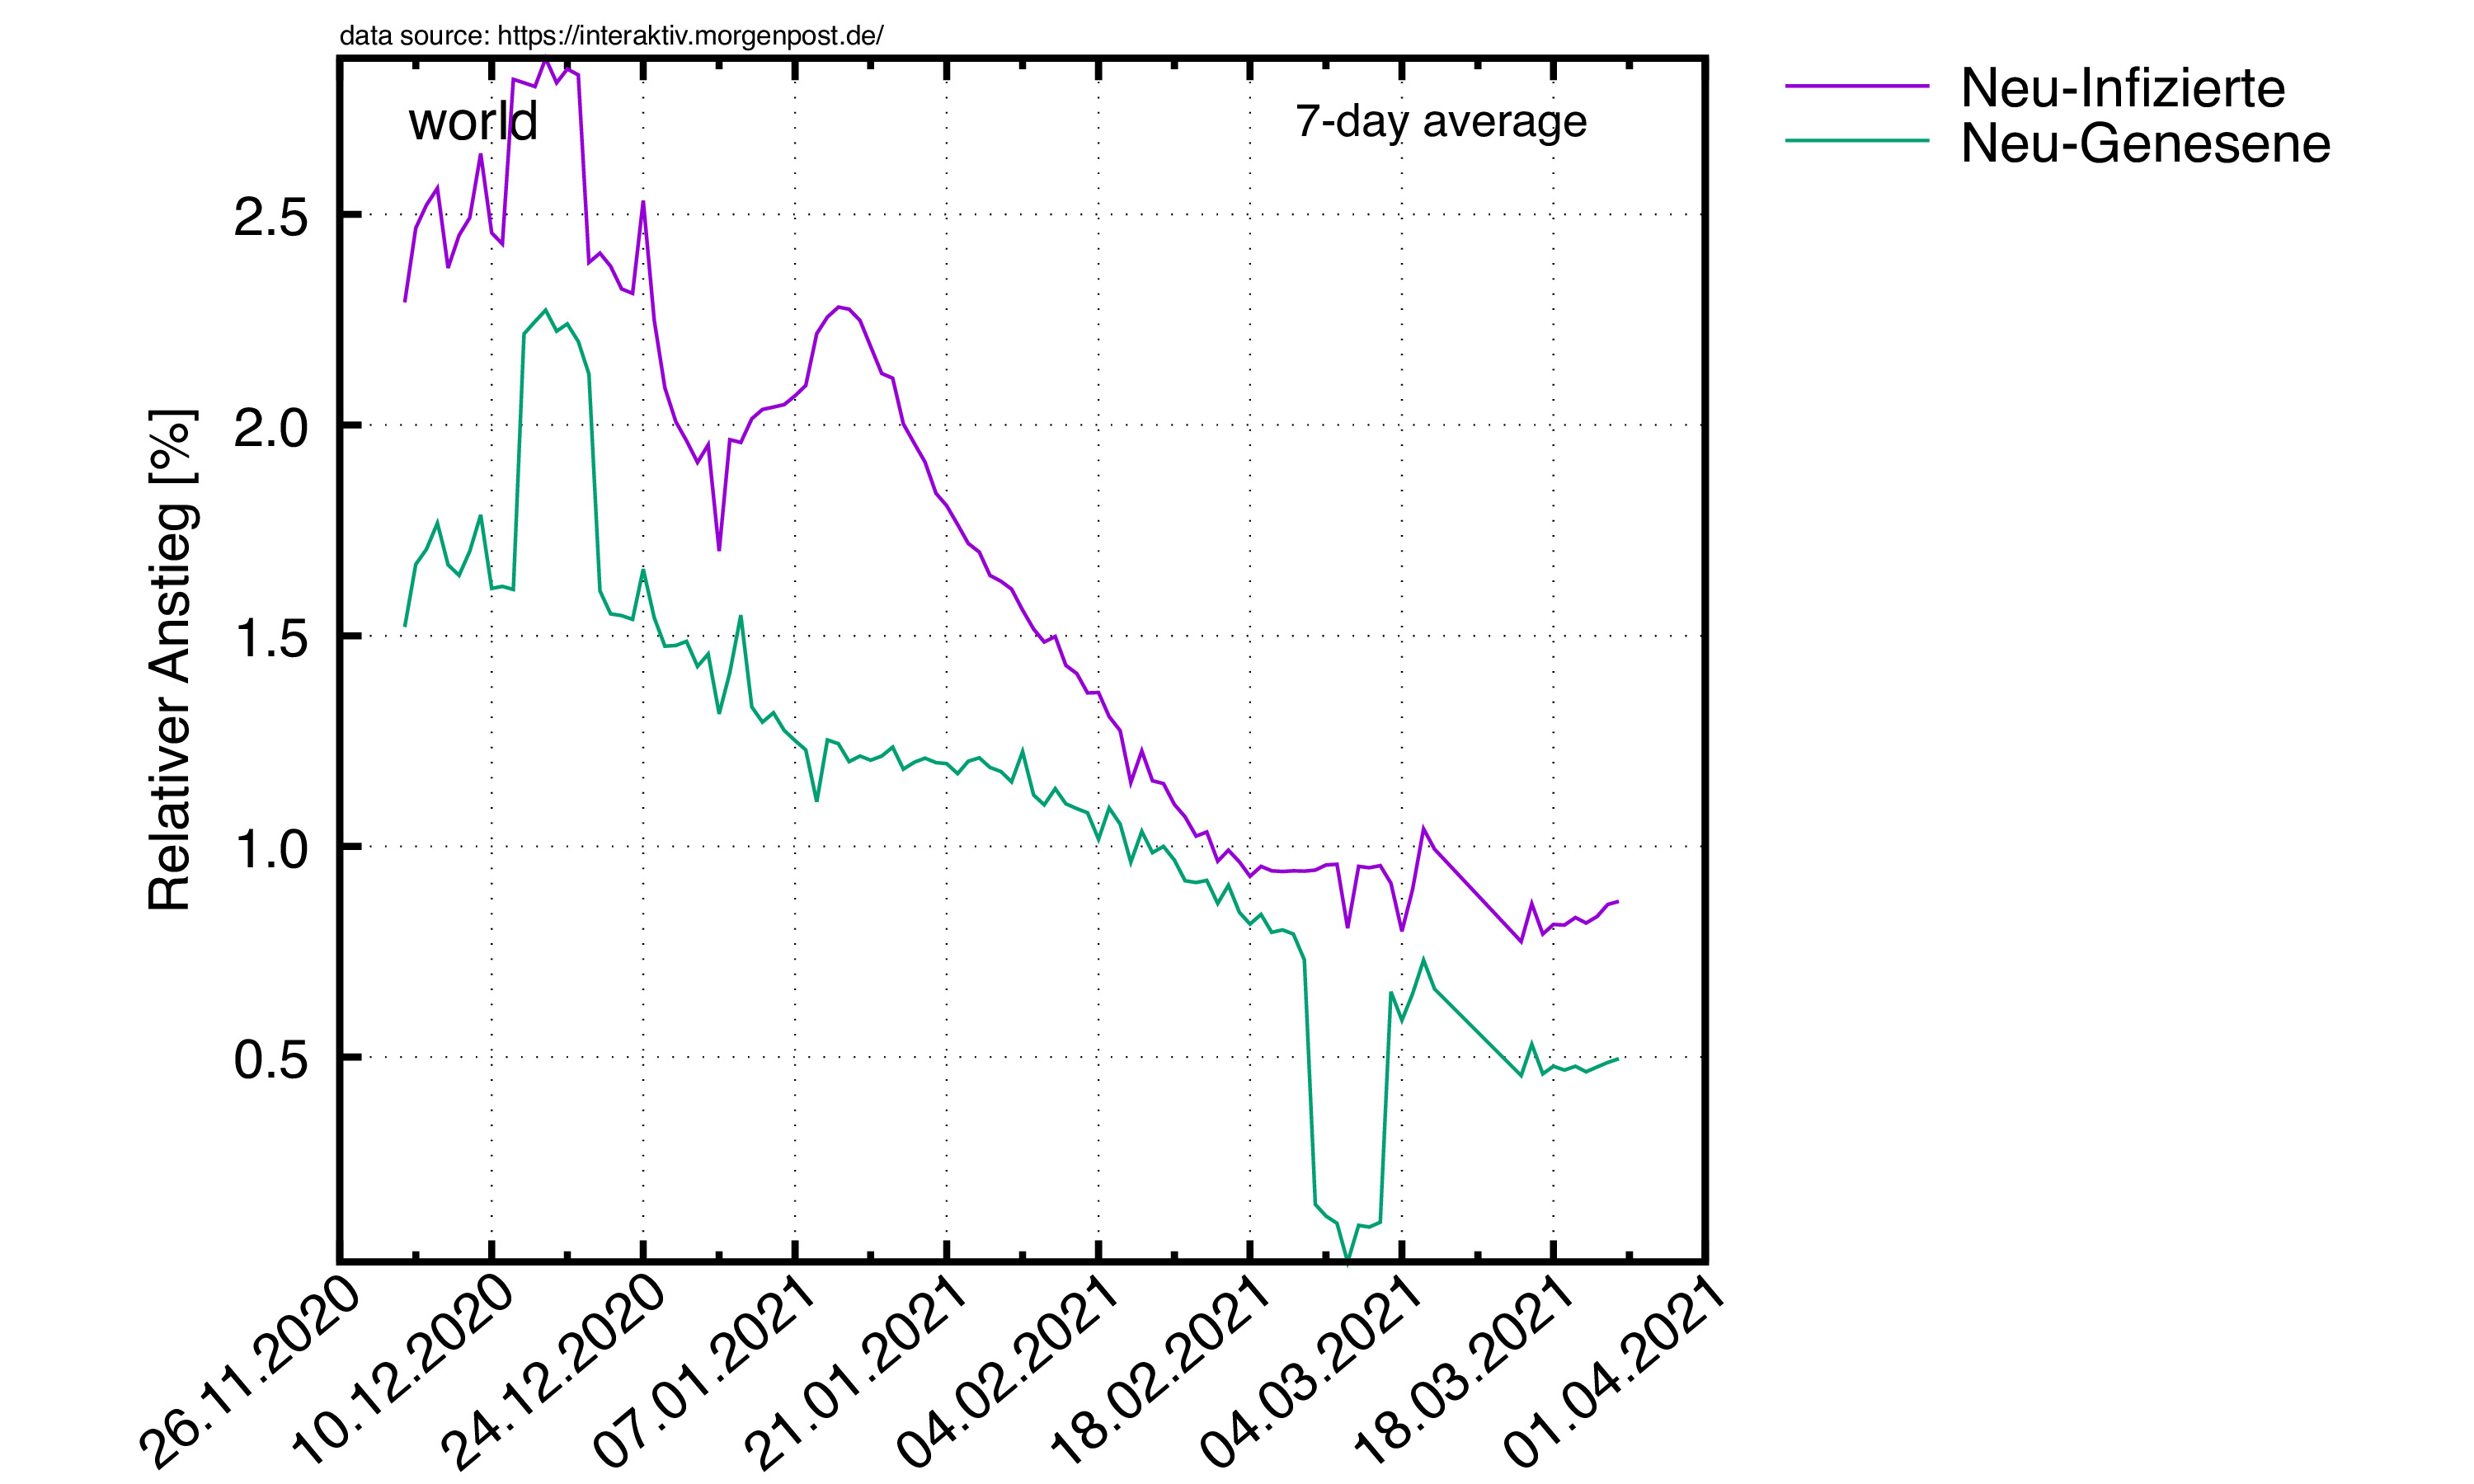 data source: https://interaktiv.morgenpost.de/
world
7-day average
Neu-Infizierte
Neu-Genesene
Relativer Anstieg [%]
2.5
2.0
1.5
1.0
0.5
26.11.2020
10.12.2020
24.12.2020
07.01.2021
21.01.2021
04.02.2021
18.02.2021
04.03.2021
18.03.2021
01.04.2021